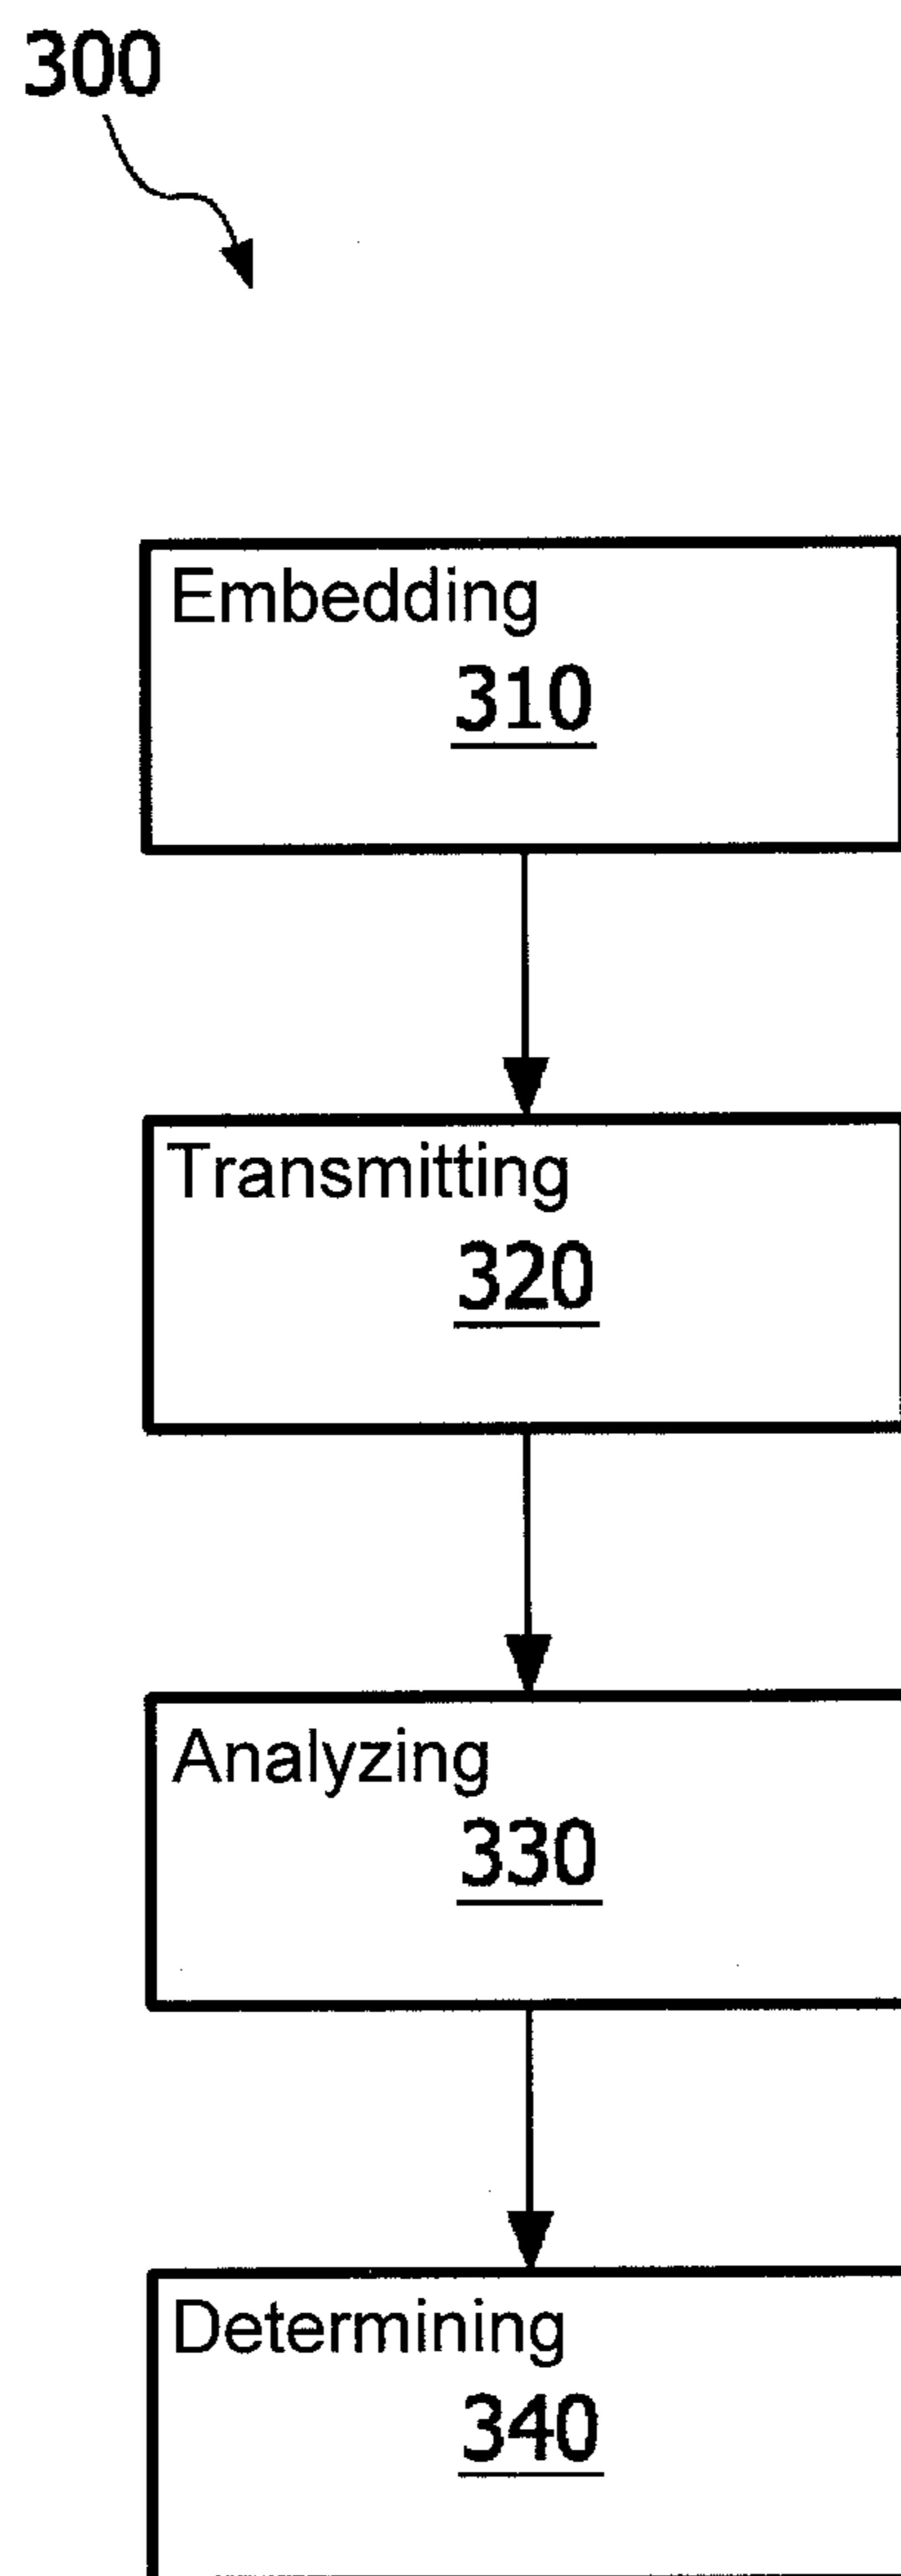 300
Embedding
310
Transmitting
320
Analyzing
330
Determining
340